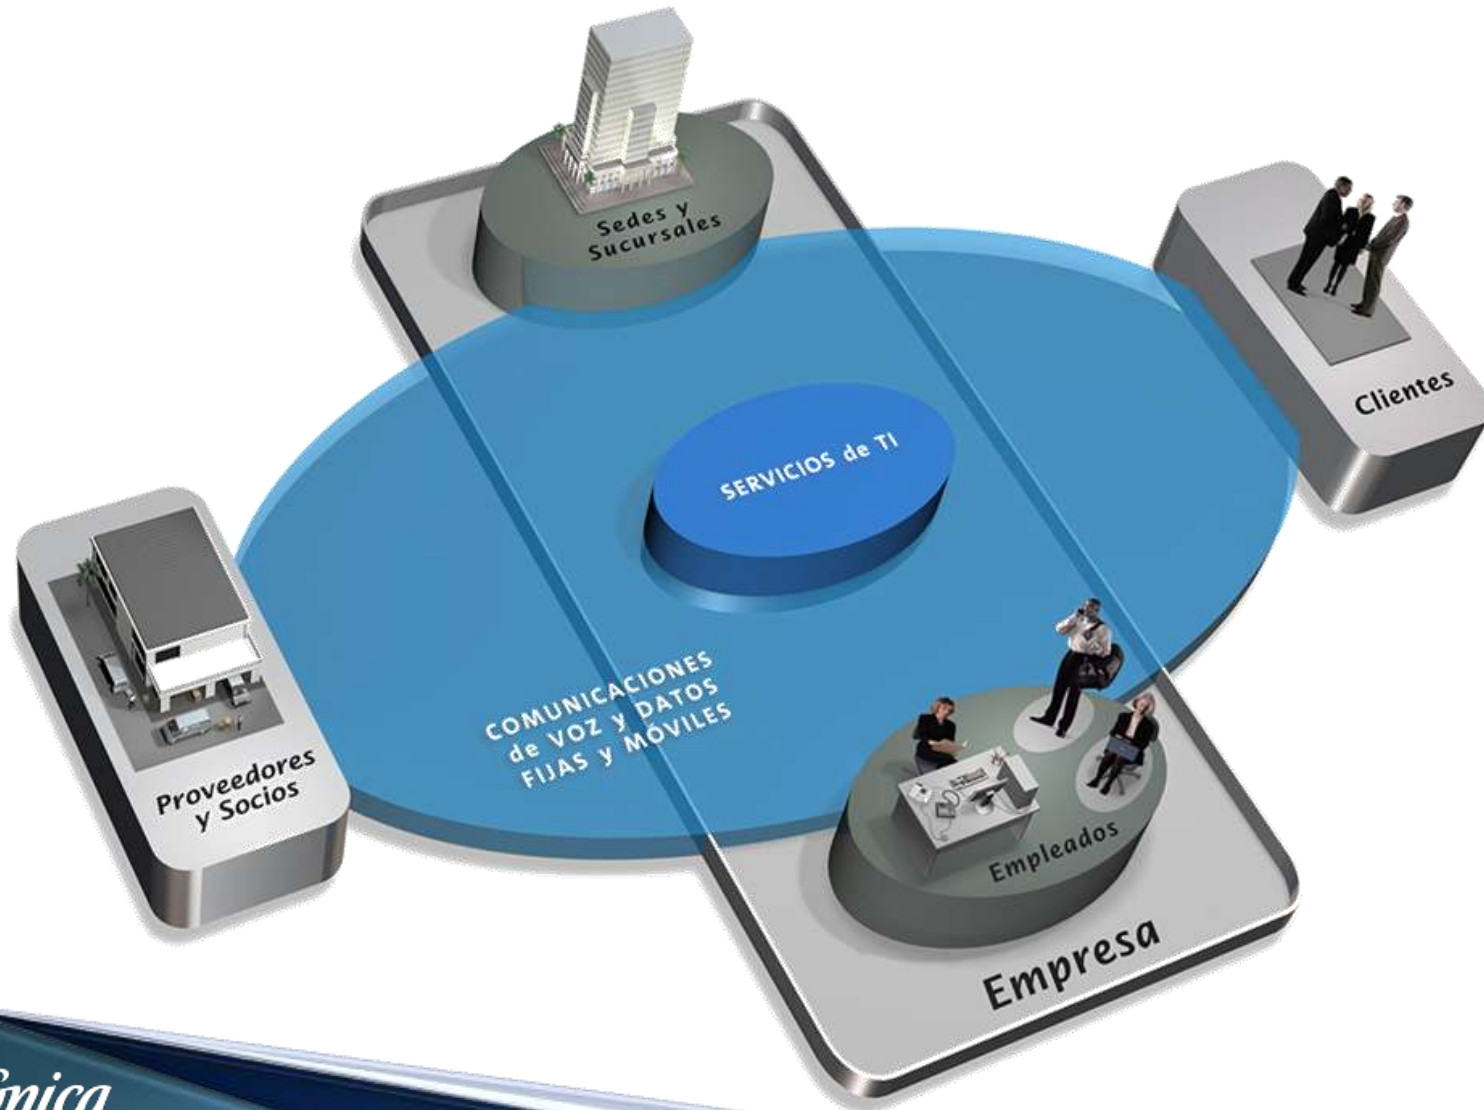 Sedes y
Sucursales
Clientes
SERVICIOS de TI
COMUNICACIONES
de VOZ y DATOS
FIJAS y MÓVILES
Proveedores
y Socios
Empleados
Empresa